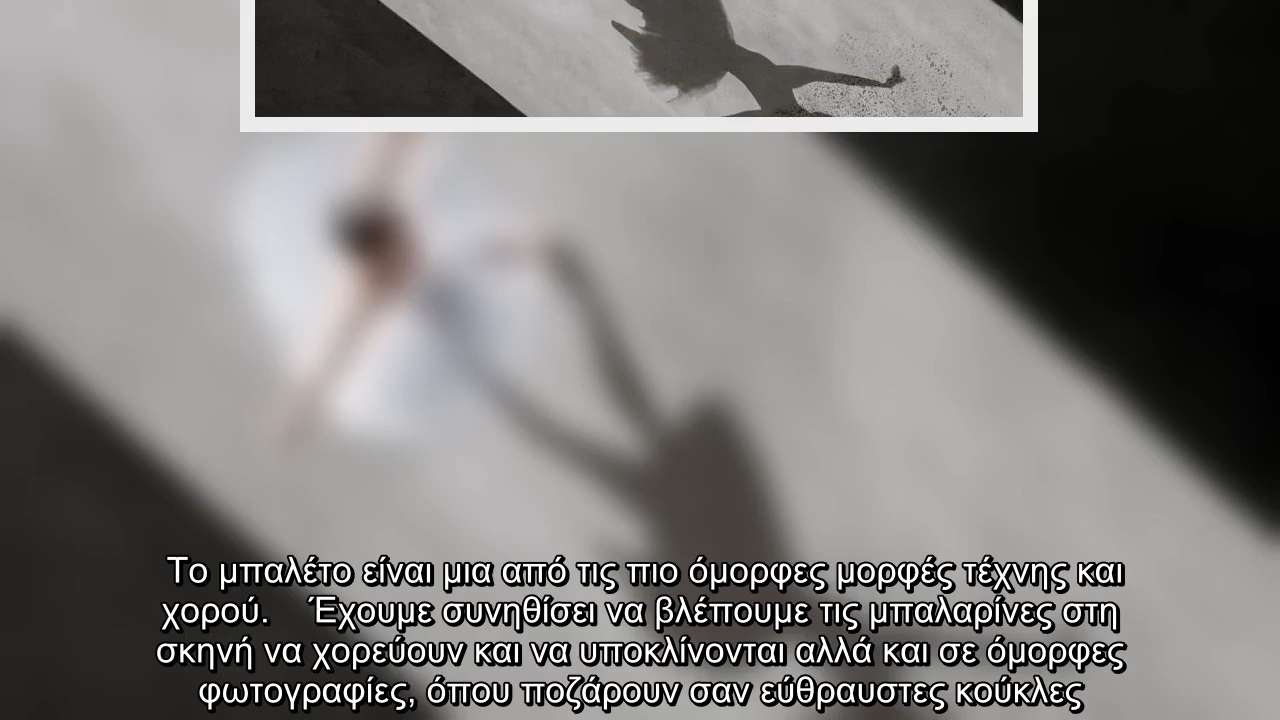 Το μπαλέτο είναι μια από τις πιο όμορφες μορφές τέχνης και
χορού.    Έχουμε συνηθίσει να βλέπουμε τις μπαλαρίνες στη
σκηνή να χορεύουν και να υποκλίνονται αλλά και σε όμορφες
φωτογραφίες, όπου ποζάρουν σαν εύθραυστες κούκλες